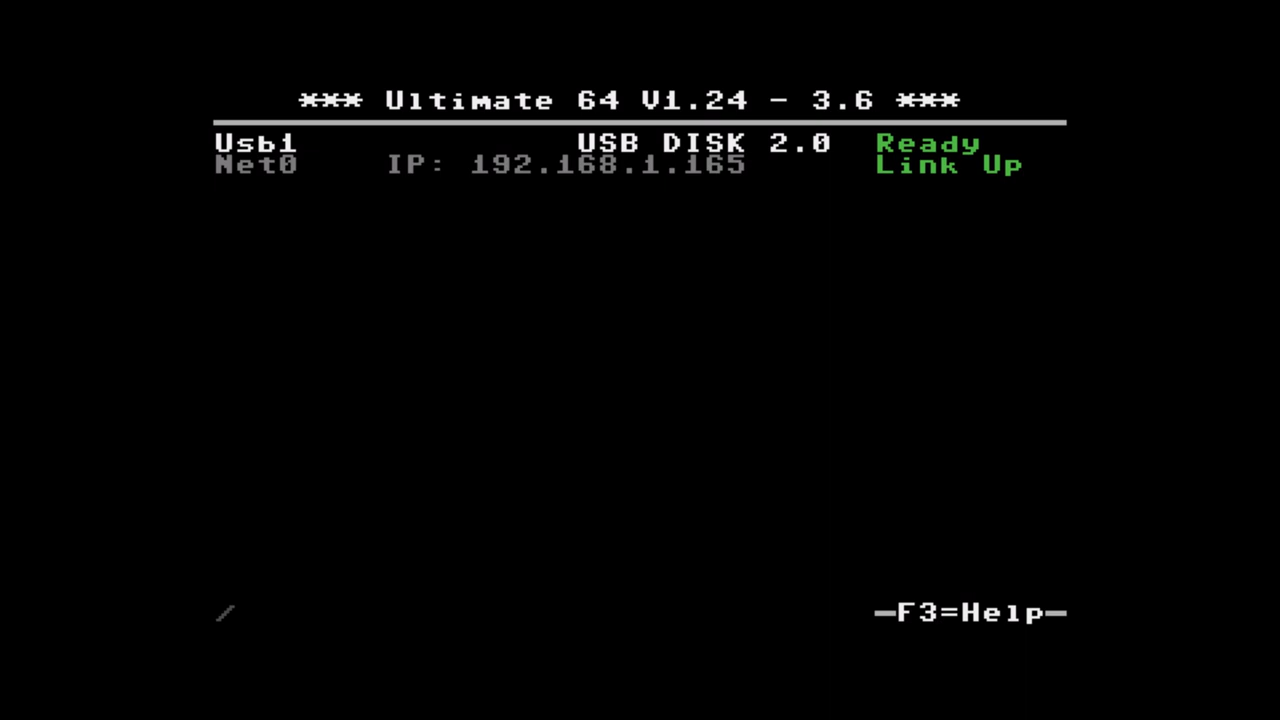 *** Ultimate 64 V1.24 - 3.6 ***
Usb1 USB DISK 2.0 Ready
Net0 IP: 192.168.1.165 Link Up
/ —F3=Help—